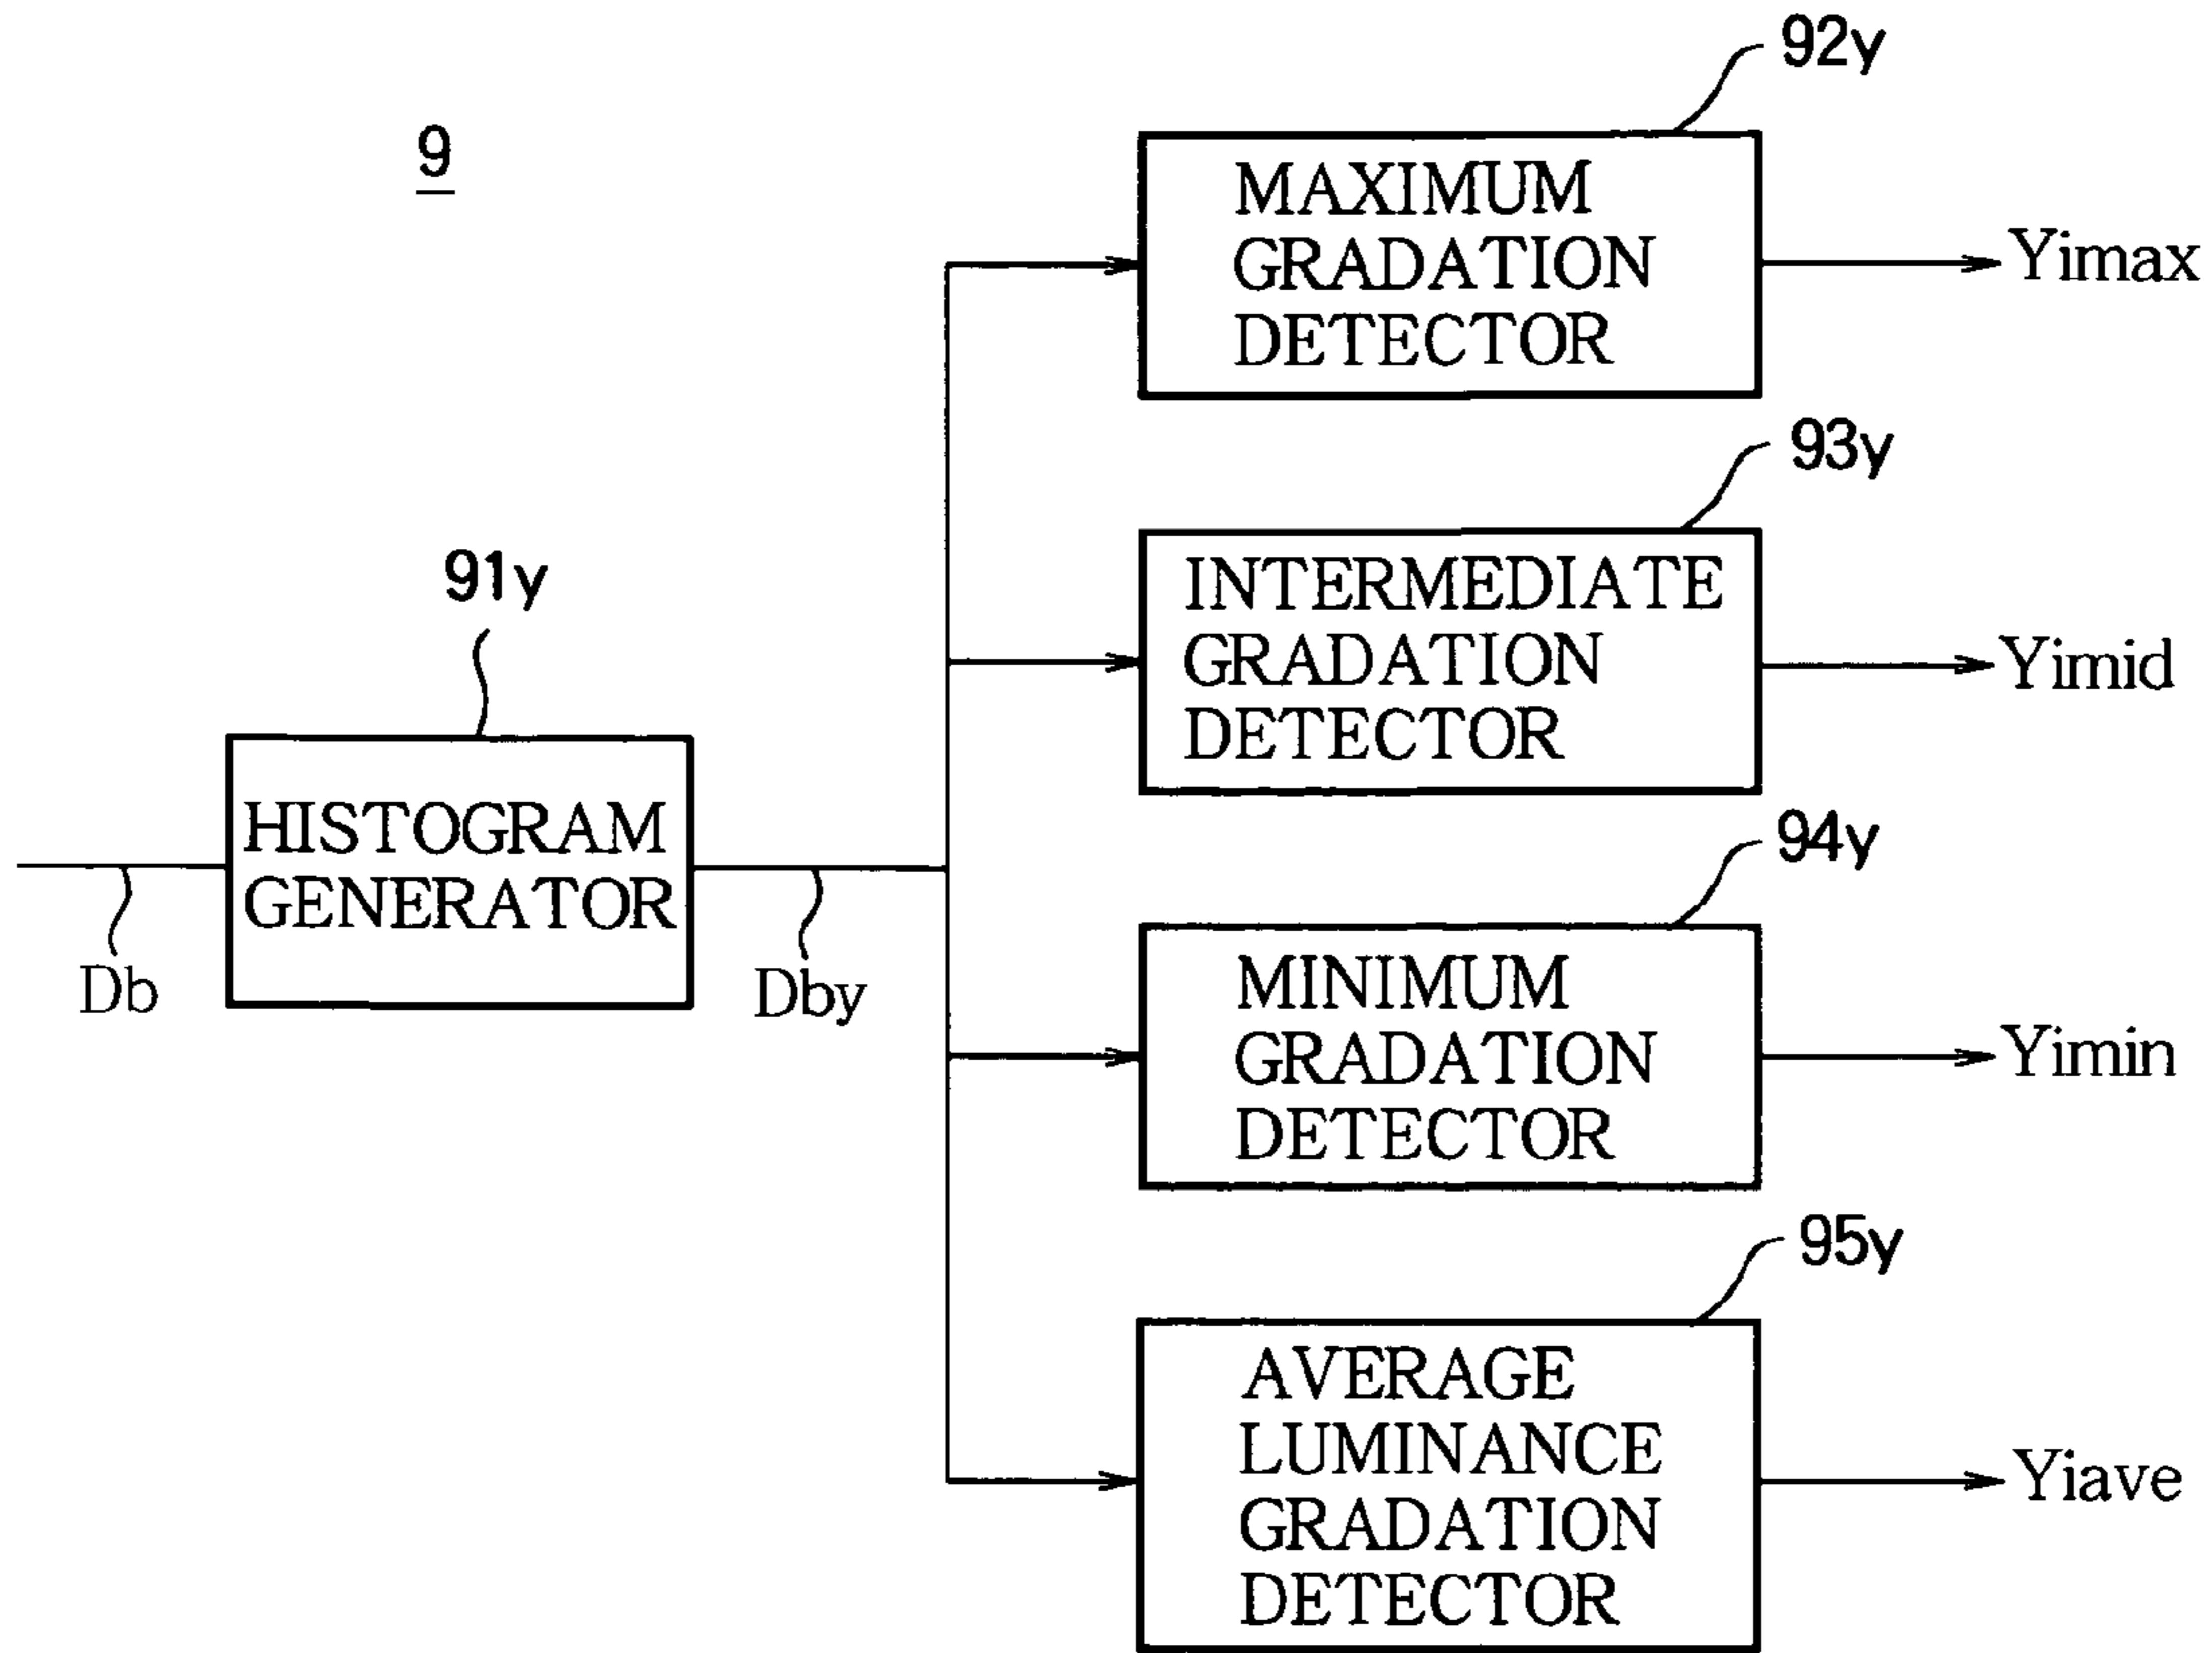 9
92y
MAXIMUM
GRADATION
DETECTOR
Yimax
93y
INTERMEDIATE
GRADATION
DETECTOR
Yimid
91y
HISTOGRAM
GENERATOR
Db
Dby
94y
MINIMUM
GRADATION
DETECTOR
Yimin
95y
AVERAGE
LUMINANCE
GRADATION
DETECTOR
Yiave